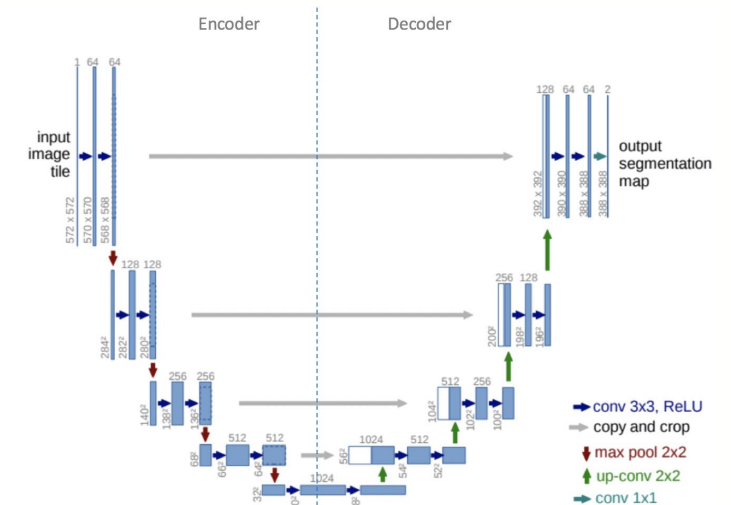 Encoder
Decoder
1 64 64
128 64 64 2
input
image
tile
output
segmentation
map
572 x 572
570 x 570
568 x 568
392 x 392
390 x 390
388 x 388
388 x 388
128 128
256 128
284²
282²
280²
200²
198²
196²
256 256
512 256
140²
138²
136²
104²
102²
100²
512 512
1024 512
68²
66²
64²
56²
54²
52²
1024
32²
conv 3x3, ReLU
copy and crop
max pool 2x2
up-conv 2x2
conv 1x1